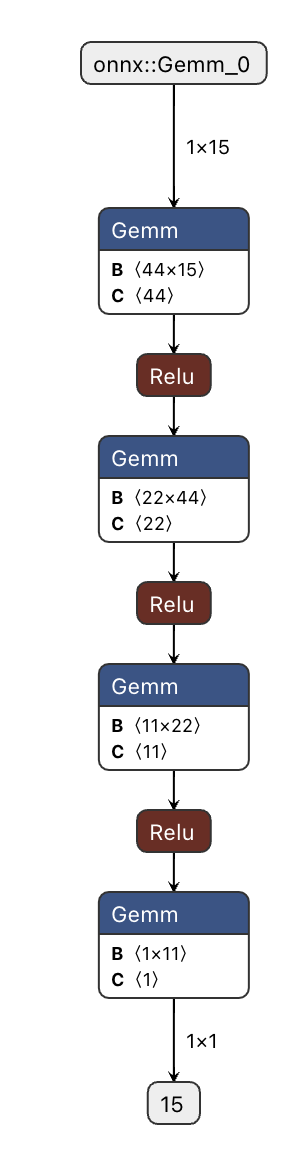 onnx::Gemm_0
1×15
Gemm
B ⟨44×15⟩
C ⟨44⟩
Relu
Gemm
B ⟨22×44⟩
C ⟨22⟩
Relu
Gemm
B ⟨11×22⟩
C ⟨11⟩
Relu
Gemm
B ⟨1×11⟩
C ⟨1⟩
1×1
15